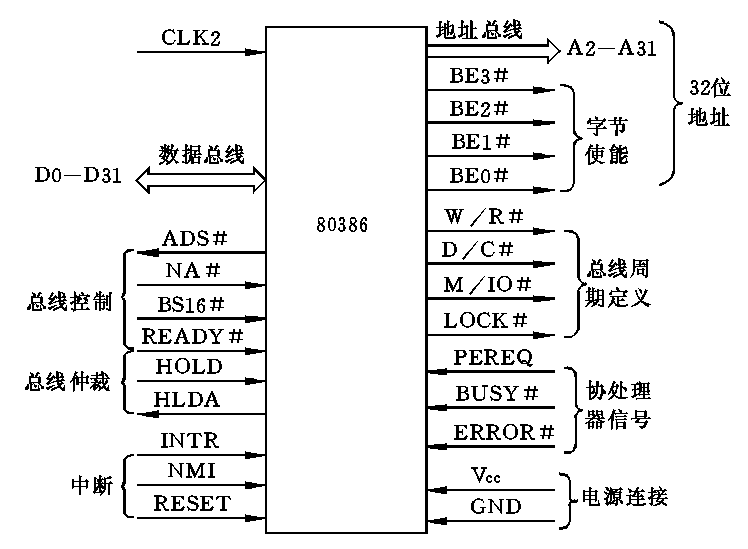 CLK2
数据总线
D0—D31
ADS#
NA#
BS16#
READY#
总线控制
HOLD
HLDA
总线仲裁
INTR
NMI
RESET
中断
80386
地址总线
A2—A31
BE3#
BE2#
BE1#
BE0#
字节
使能
32位
地址
W/R#
D/C#
M/IO#
LOCK#
总线周
期定义
PEREQ
BUSY#
ERROR#
协处理
器信号
Vcc
GND
电源连接